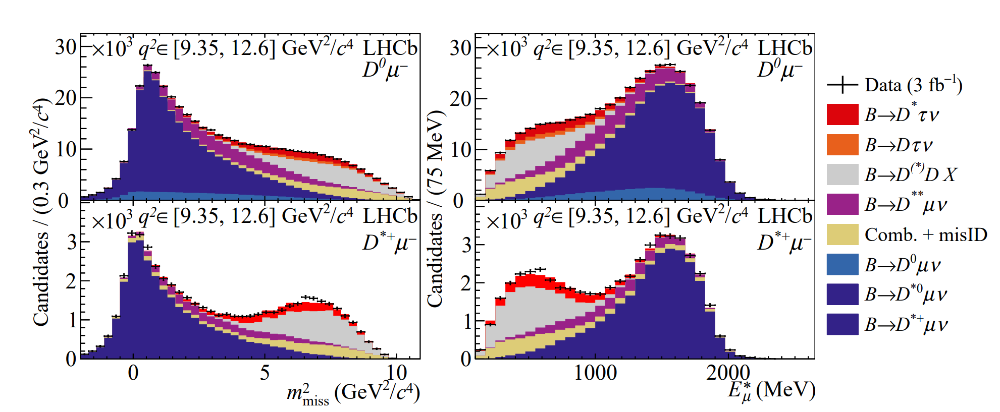 Candidates / (0.3 GeV²/c⁴)
30
20
10
0
×10³ q²∈ [9.35, 12.6] GeV²/c⁴ LHCb
D⁰μ⁻
3
2
1
0
×10³ q²∈ [9.35, 12.6] GeV²/c⁴ LHCb
D*⁺μ⁻
0 5 10
m²miss (GeV²/c⁴)
Candidates / (75 MeV)
30
20
10
0
×10³ q²∈ [9.35, 12.6] GeV²/c⁴ LHCb
D⁰μ⁻
3
2
1
0
×10³ q²∈ [9.35, 12.6] GeV²/c⁴ LHCb
D*⁺μ⁻
1000 2000
E*μ (MeV)
Data (3 fb⁻¹)
B→D*τν
B→Dτν
B→D⁽*⁾D X
B→D**μν
Comb. + misID
B→D⁰μν
B→D*⁰μν
B→D*⁺μν